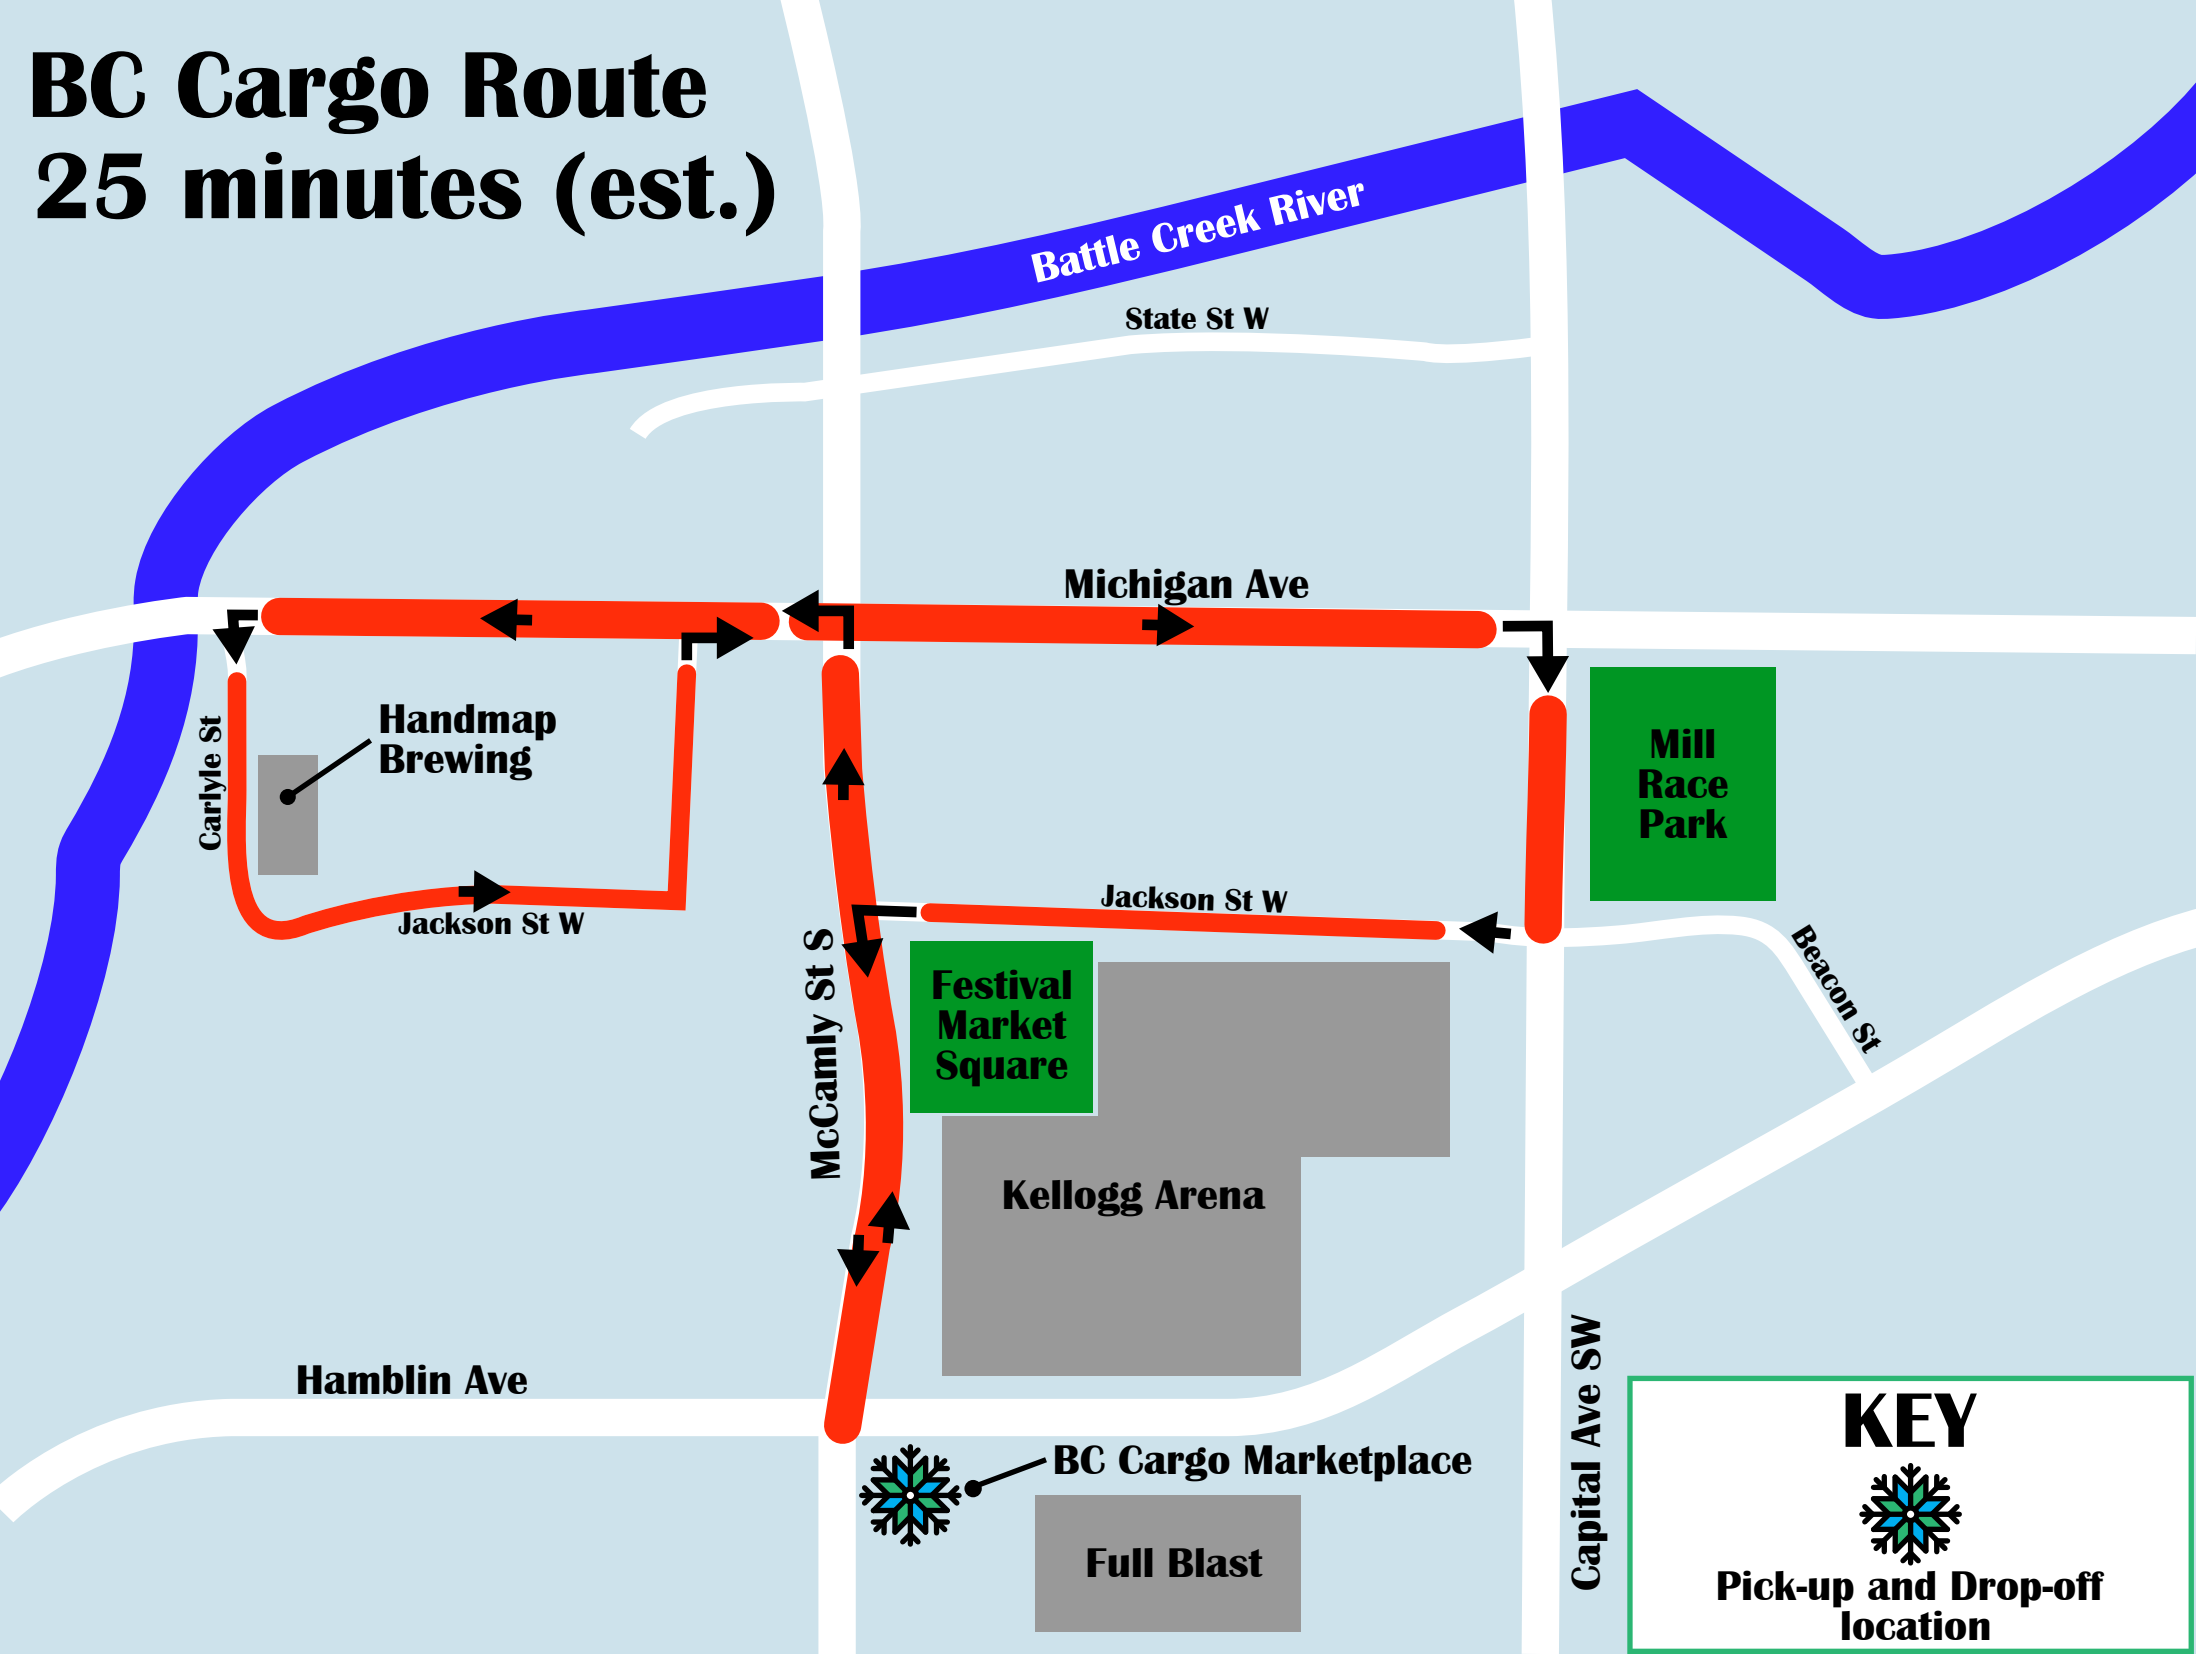 BC Cargo Route
25 minutes (est.)
Battle Creek River
State St W
Michigan Ave
Handmap
Brewing
Carlyle St
Mill
Race
Park
Jackson St W
Jackson St W
McCamly St S
Beacon St
Festival
Market
Square
Kellogg Arena
Hamblin Ave
Capital Ave SW
BC Cargo Marketplace
Full Blast
KEY
Pick-up and Drop-off
location